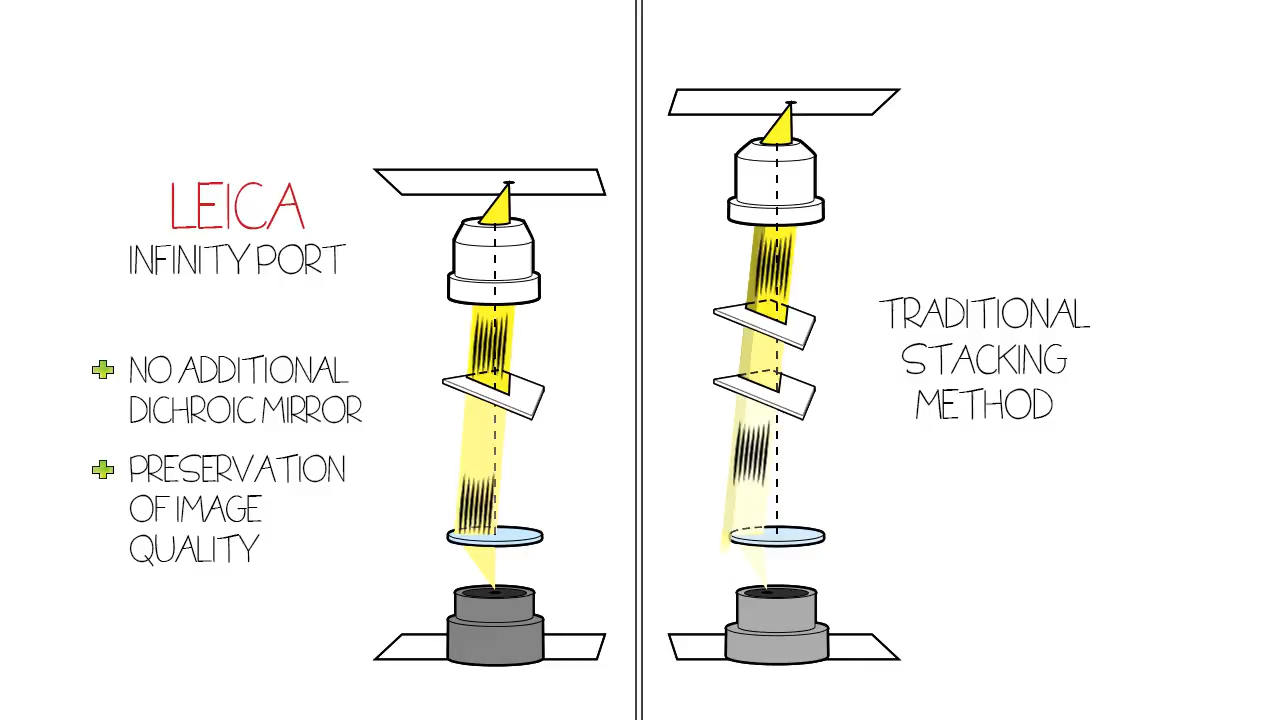 LEICA
INFINITY PORT
NO ADDITIONAL
DICHROIC MIRROR
PRESERVATION
OF IMAGE
QUALITY
TRADITIONAL
STACKING
METHOD